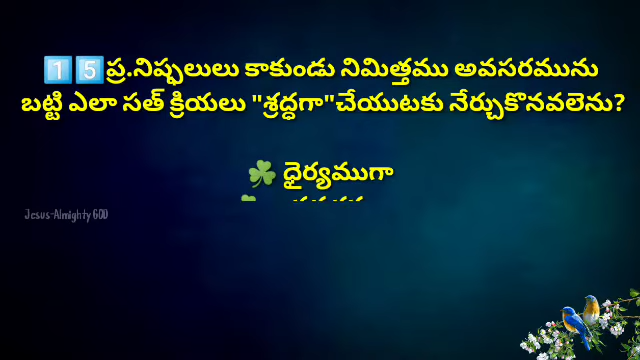 1️⃣5️⃣ప్ర.నిష్ఫలులు కాకుండు నిమిత్తము అవసరమును
బట్టి ఎలా సత్ క్రియలు "శ్రద్ధగా"చేయుటకు నేర్చుకొనవలెను?
☘️ ధైర్యముగా
Jesus-Almighty GOD